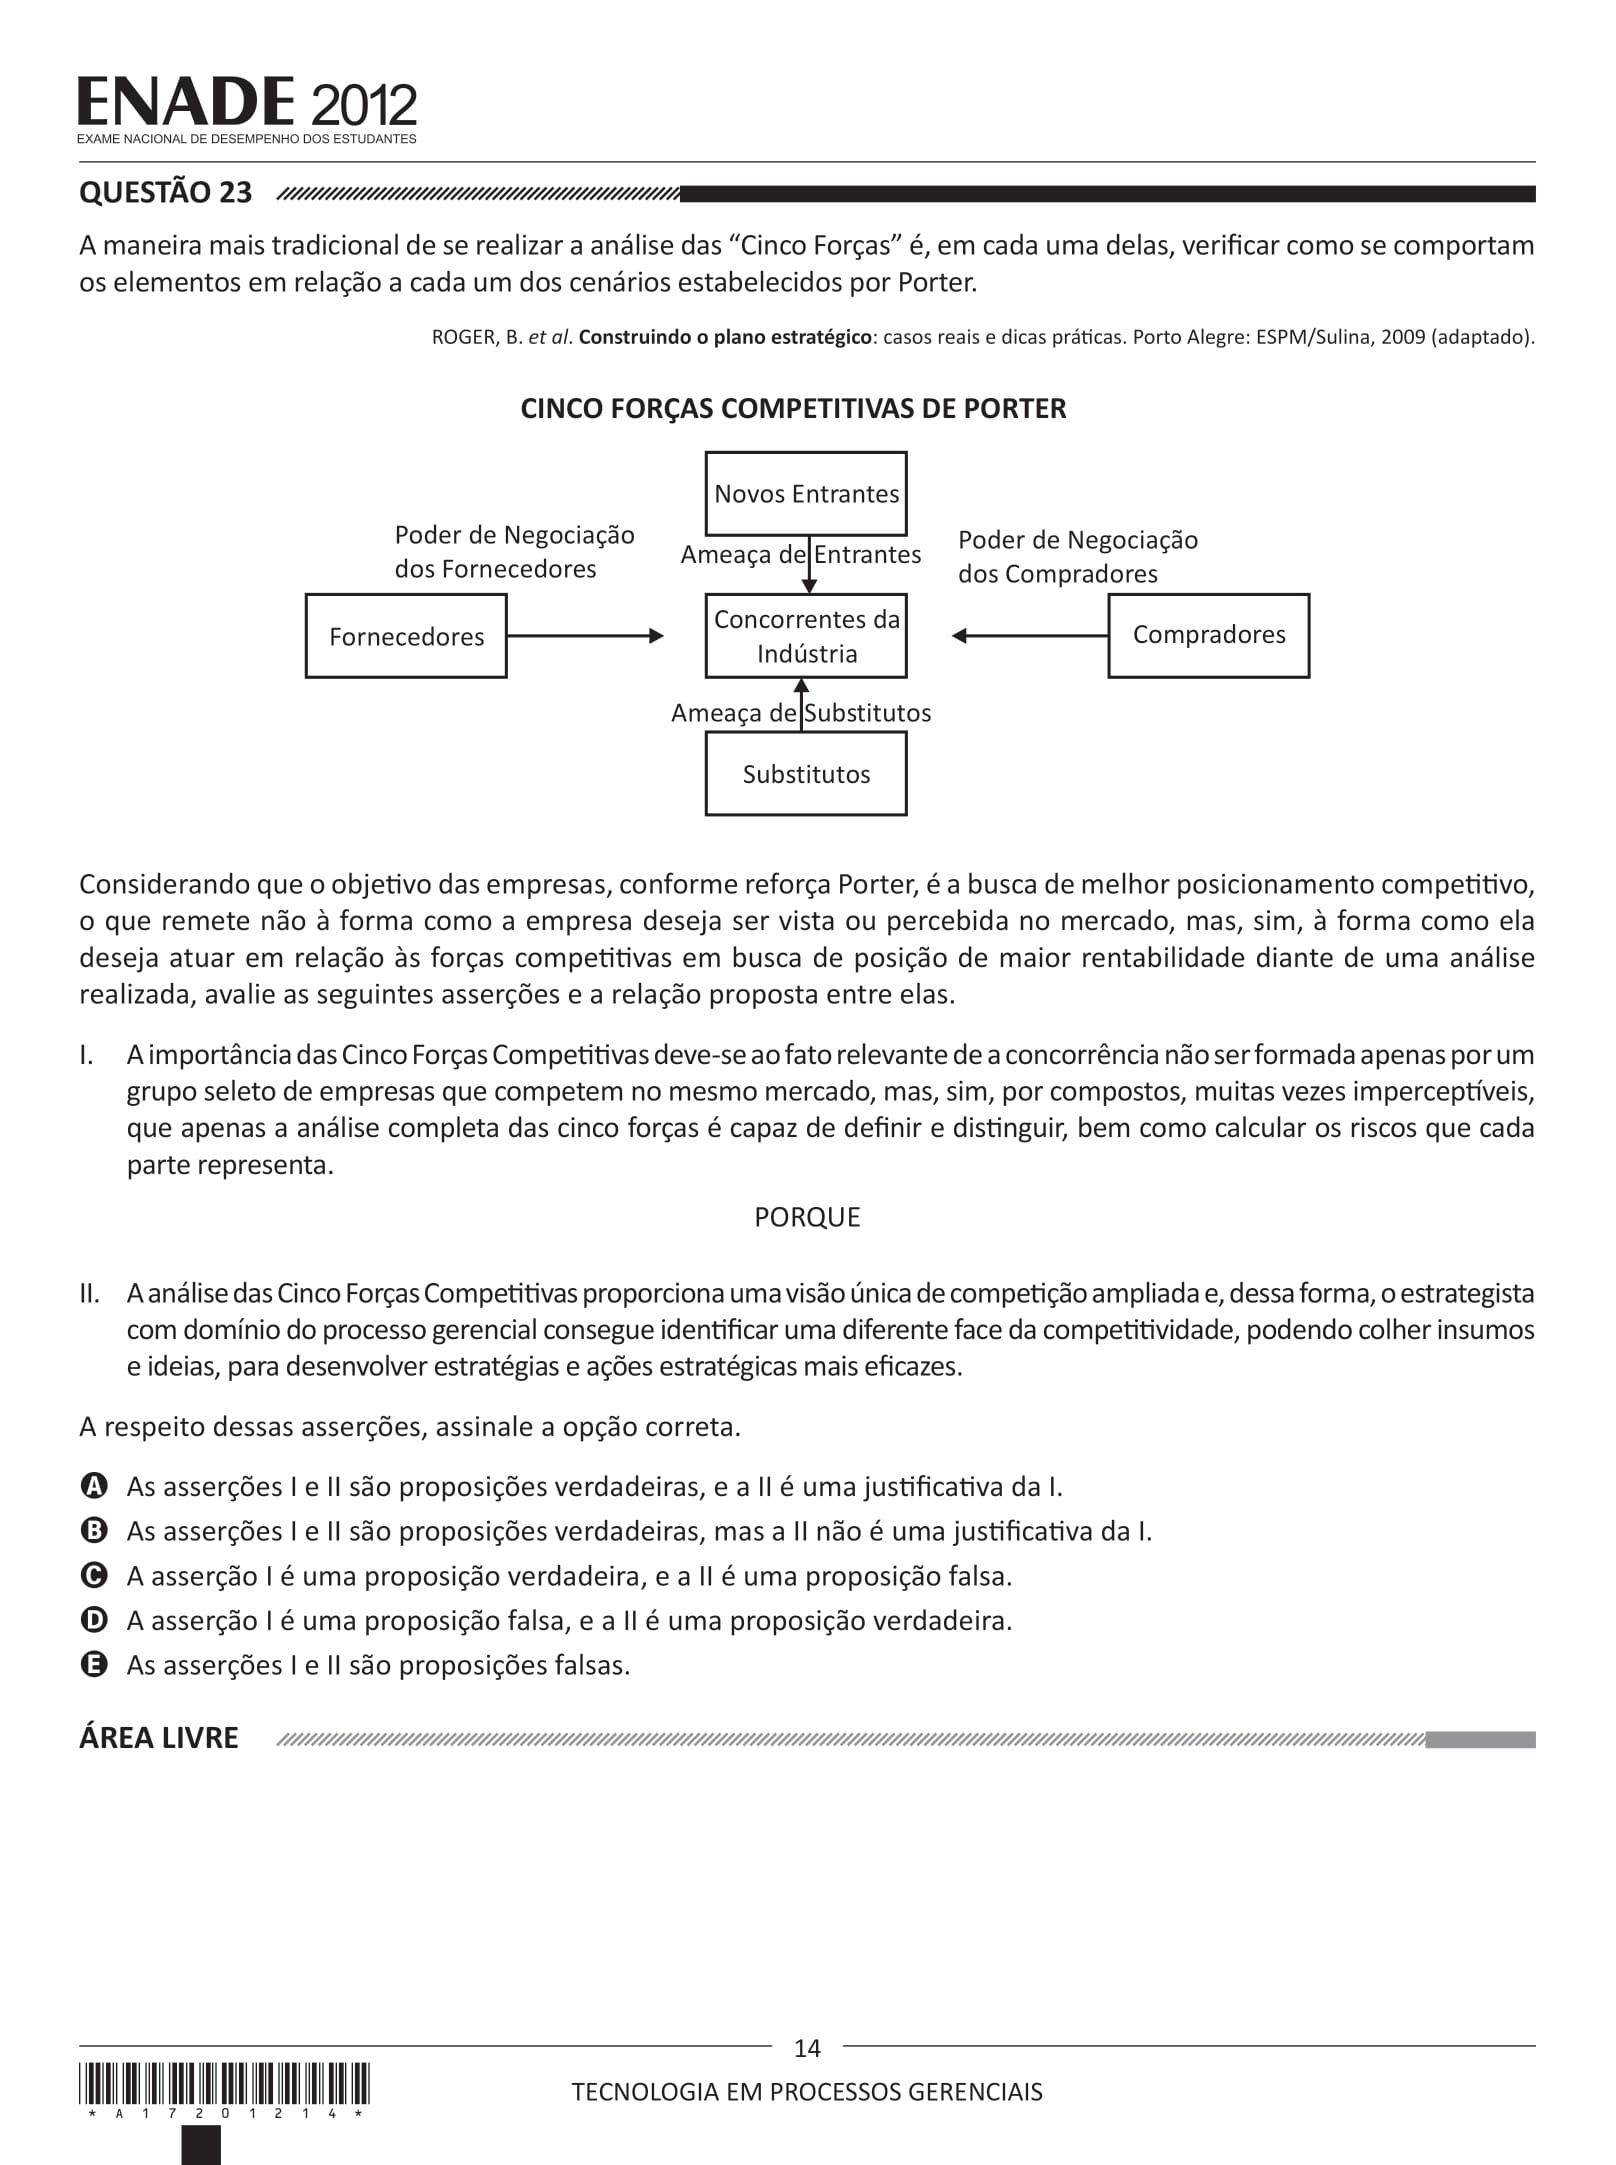 ENADE 2012
EXAME NACIONAL DE DESEMPENHO DOS ESTUDANTES
QUESTÃO 23
A maneira mais tradicional de se realizar a análise das “Cinco Forças” é, em cada uma delas, verificar como se comportam
os elementos em relação a cada um dos cenários estabelecidos por Porter.
ROGER, B. et al. Construindo o plano estratégico: casos reais e dicas práticas. Porto Alegre: ESPM/Sulina, 2009 (adaptado).
CINCO FORÇAS COMPETITIVAS DE PORTER
Novos Entrantes
Poder de Negociação
dos Fornecedores
Ameaça de Entrantes
Poder de Negociação
dos Compradores
Fornecedores
Concorrentes da
Indústria
Compradores
Ameaça de Substitutos
Substitutos
Considerando que o objetivo das empresas, conforme reforça Porter, é a busca de melhor posicionamento competitivo,
o que remete não à forma como a empresa deseja ser vista ou percebida no mercado, mas, sim, à forma como ela
deseja atuar em relação às forças competitivas em busca de posição de maior rentabilidade diante de uma análise
realizada, avalie as seguintes asserções e a relação proposta entre elas.
I. A importância das Cinco Forças Competitivas deve-se ao fato relevante de a concorrência não ser formada apenas por um
grupo seleto de empresas que competem no mesmo mercado, mas, sim, por compostos, muitas vezes imperceptíveis,
que apenas a análise completa das cinco forças é capaz de definir e distinguir, bem como calcular os riscos que cada
parte representa.
PORQUE
II. A análise das Cinco Forças Competitivas proporciona uma visão única de competição ampliada e, dessa forma, o estrategista
com domínio do processo gerencial consegue identificar uma diferente face da competitividade, podendo colher insumos
e ideias, para desenvolver estratégias e ações estratégicas mais eficazes.
A respeito dessas asserções, assinale a opção correta.
A As asserções I e II são proposições verdadeiras, e a II é uma justificativa da I.
B As asserções I e II são proposições verdadeiras, mas a II não é uma justificativa da I.
C A asserção I é uma proposição verdadeira, e a II é uma proposição falsa.
D A asserção I é uma proposição falsa, e a II é uma proposição verdadeira.
E As asserções I e II são proposições falsas.
ÁREA LIVRE
14
TECNOLOGIA EM PROCESSOS GERENCIAIS
* A 1 7 2 0 1 2 1 4 *